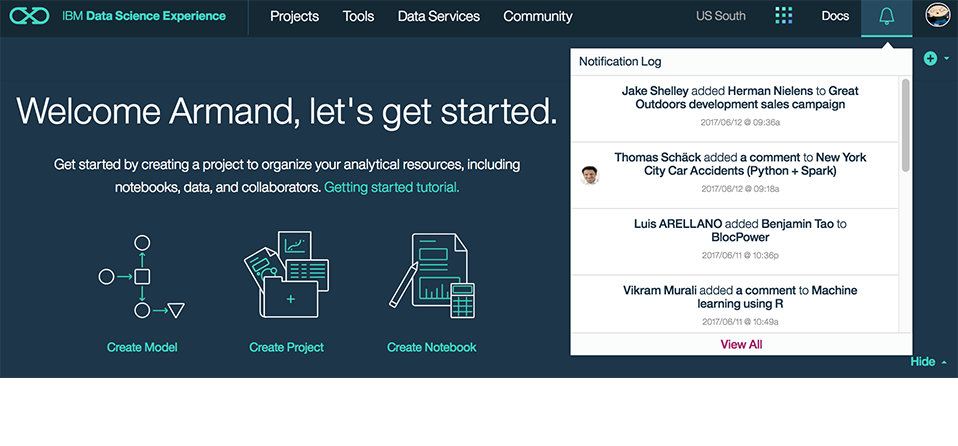 IBM Data Science Experience
Projects
Tools
Data Services
Community
US South
Docs
Welcome Armand, let's get started.
Get started by creating a project to organize your analytical resources, including
notebooks, data, and collaborators. Getting started tutorial.
Create Model
Create Project
Create Notebook
Notification Log
Jake Shelley added Herman Nielens to Great
Outdoors development sales campaign
2017/06/12 @ 09:36a
Thomas Schäck added a comment to New York
City Car Accidents (Python + Spark)
2017/06/12 @ 09:18a
Luis ARELLANO added Benjamin Tao to
BlocPower
2017/06/11 @ 10:36p
Vikram Murali added a comment to Machine
learning using R
2017/06/11 @ 10:49a
View All
Hide